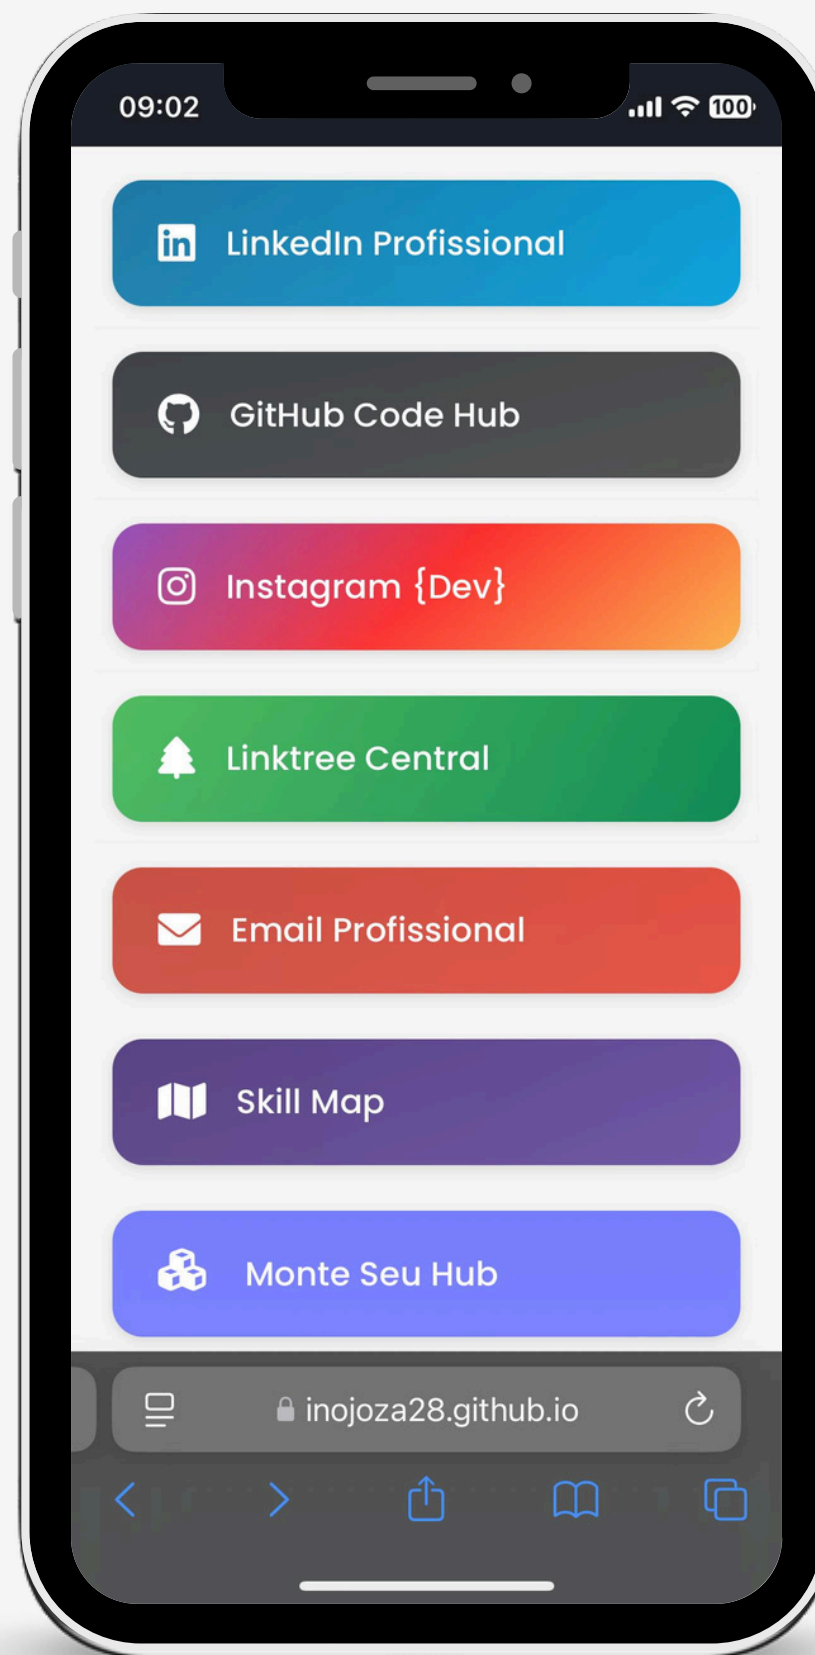 09:02
100
LinkedIn Profissional
GitHub Code Hub
Instagram {Dev}
Linktree Central
Email Profissional
Skill Map
Monte Seu Hub
inojoza28.github.io